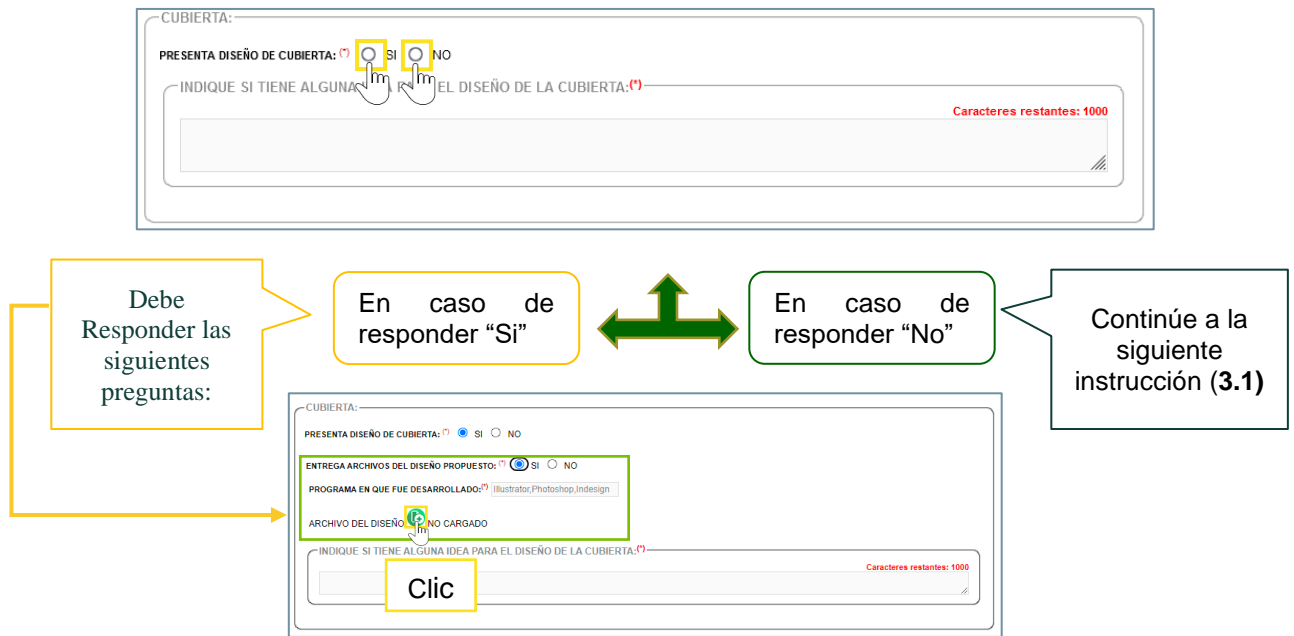 CUBIERTA:
PRESENTA DISEÑO DE CUBIERTA: (*) SI NO
INDIQUE SI TIENE ALGUNA EL DISEÑO DE LA CUBIERTA:(*)
Caracteres restantes: 1000
Debe
Responder las
siguientes
preguntas:
En caso de
responder “Si”
En caso de
responder “No”
Continúe a la
siguiente
instrucción (3.1)
CUBIERTA:
PRESENTA DISEÑO DE CUBIERTA: (*) SI NO
ENTREGA ARCHIVOS DEL DISEÑO PROPUESTO: (*) SI NO
PROGRAMA EN QUE FUE DESARROLLADO:(*) Illustrator,Photoshop,Indesign
ARCHIVO DEL DISEÑO NO CARGADO
INDIQUE SI TIENE ALGUNA IDEA PARA EL DISEÑO DE LA CUBIERTA:(*)
Caracteres restantes: 1000
Clic